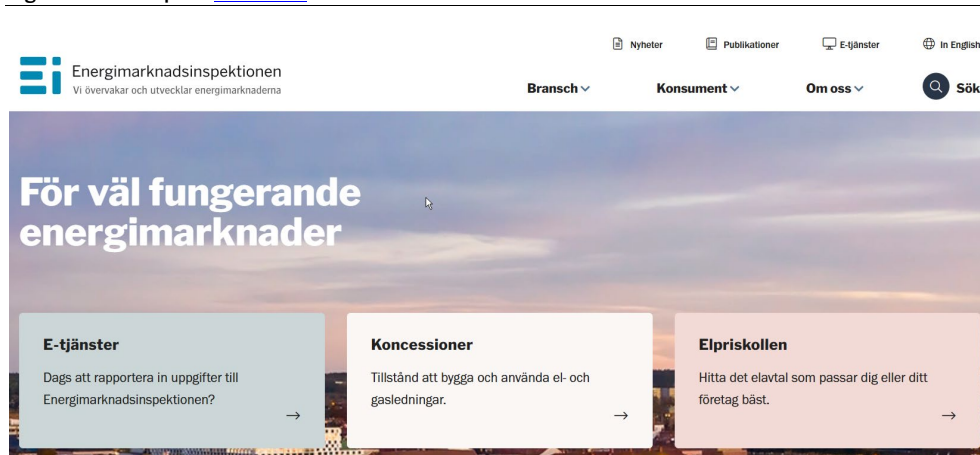 Nyheter
Publikationer
E-tjänster
In English
Energimarknadsinspektionen
Vi övervakar och utvecklar energimarknaderna
Bransch
Konsument
Om oss
Sök
För väl fungerande
energimarknader
E-tjänster
Dags att rapportera in uppgifter till
Energimarknadsinspektionen?
Koncessioner
Tillstånd att bygga och använda el- och
gasledningar.
Elpriskollen
Hitta det elavtal som passar dig eller ditt
företag bäst.